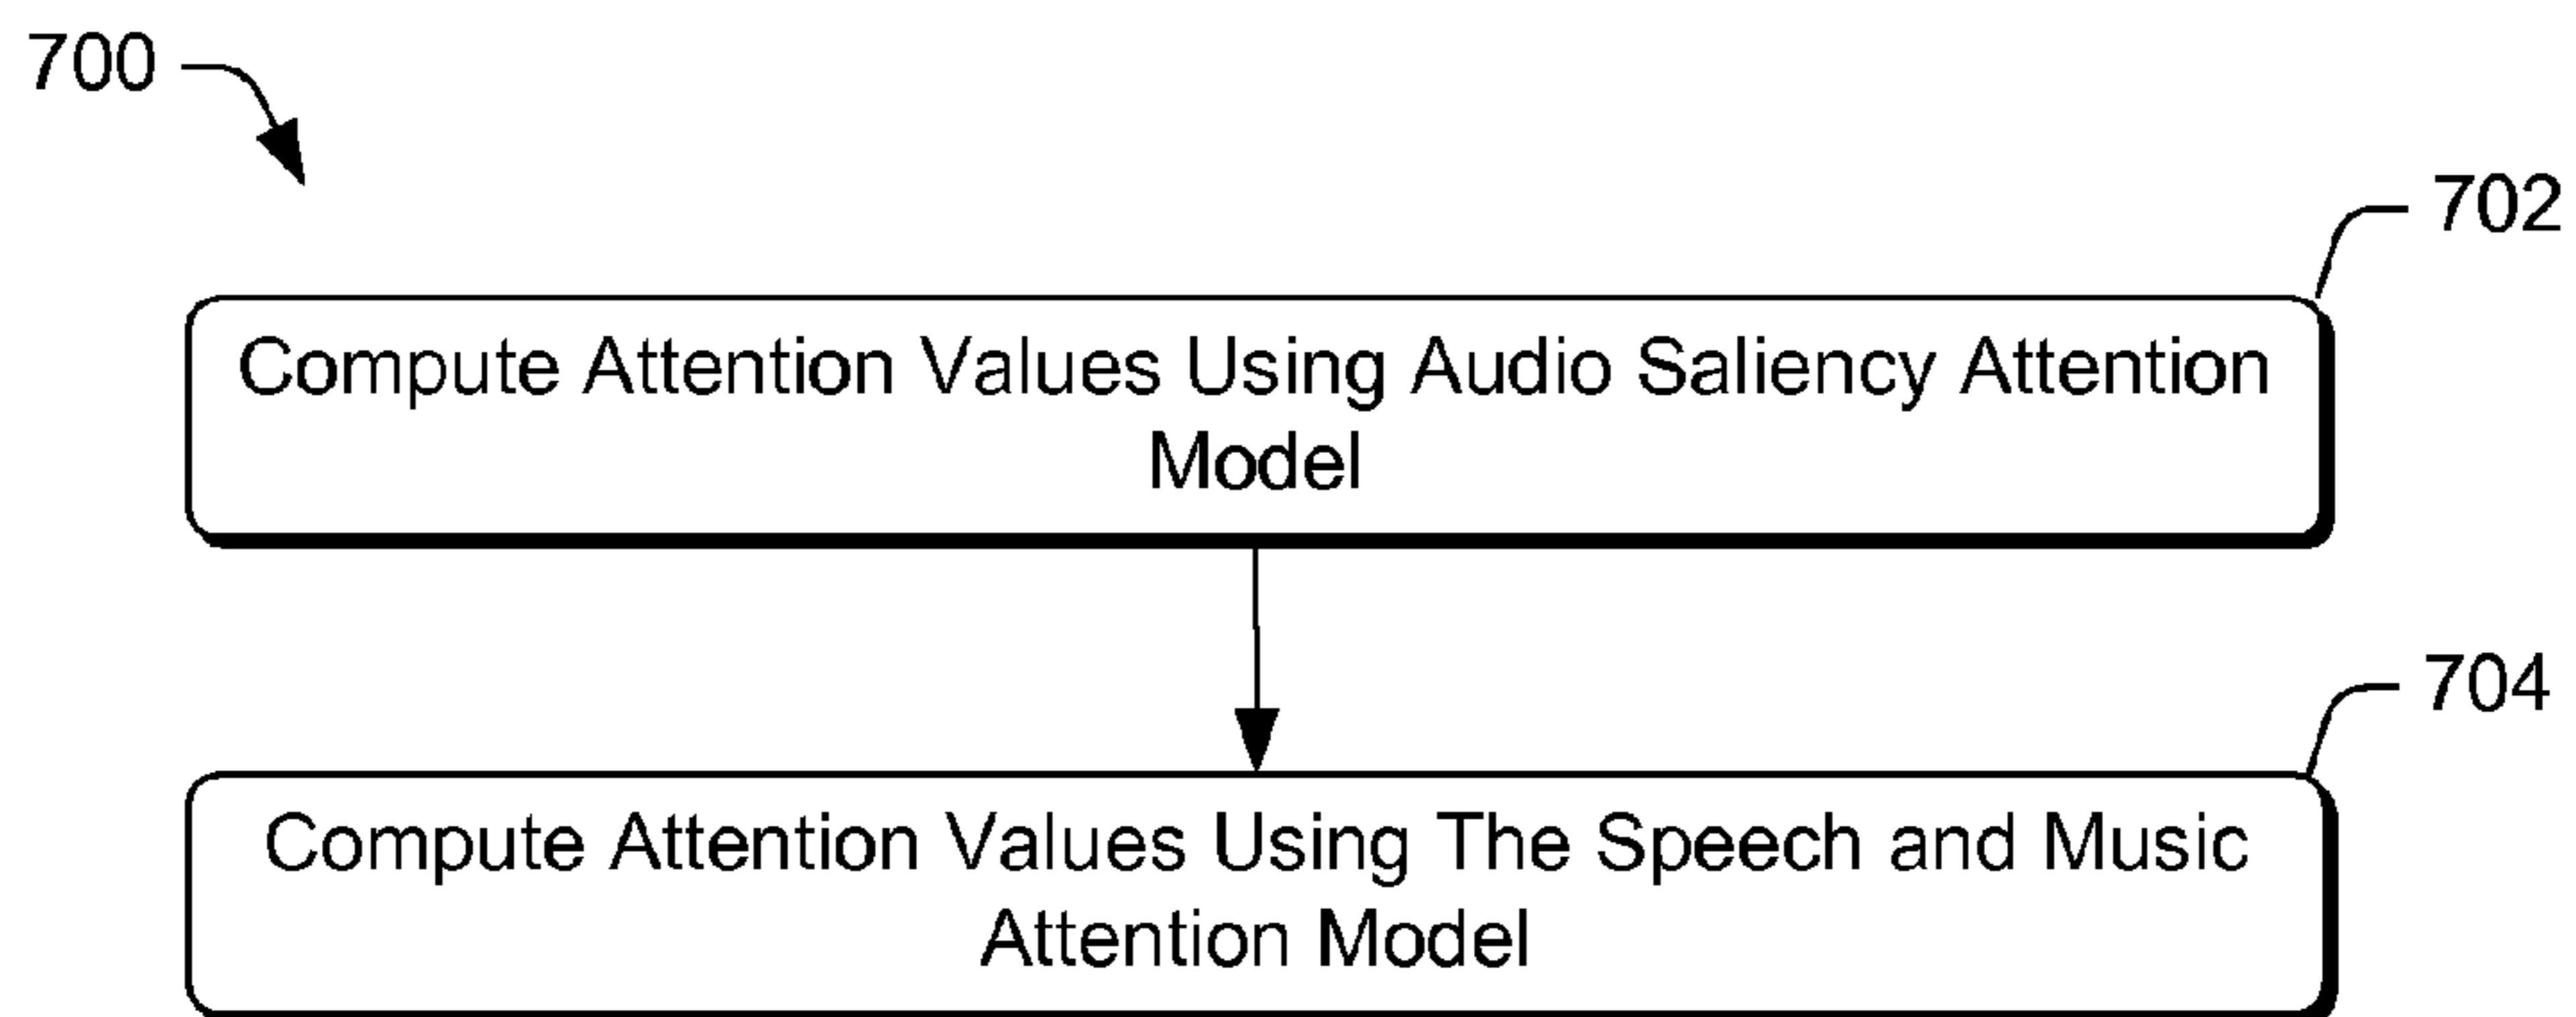 700
702
Compute Attention Values Using Audio Saliency Attention
Model
704
Compute Attention Values Using The Speech and Music
Attention Model